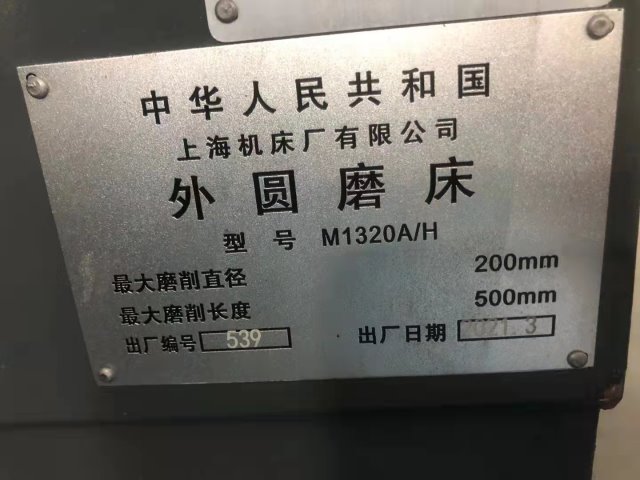 中华人民共和国
上海机床厂有限公司
外圆磨床
型号 M1320A/H
最大磨削直径 200mm
最大磨削长度 500mm
出厂编号 539 出厂日期 2021.3